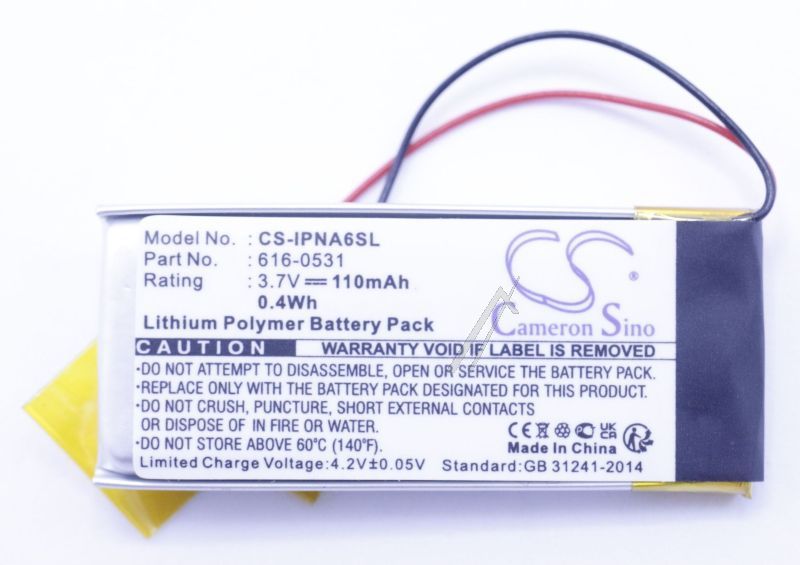 Model No. : CS-IPNA6SL
Part No. : 616-0531
Rating : 3.7V⎓110mAh
0.4Wh
Lithium Polymer Battery Pack
CS®
Cameron Sino
CAUTION WARRANTY VOID IF LABEL IS REMOVED
•DO NOT ATTEMPT TO DISASSEMBLE, OPEN OR SERVICE THE BATTERY PACK.
•REPLACE ONLY WITH THE BATTERY PACK DESIGNATED FOR THIS PRODUCT.
•DO NOT CRUSH, PUNCTURE, SHORT EXTERNAL CONTACTS
OR DISPOSE OF IN FIRE OR WATER.
•DO NOT STORE ABOVE 60°C (140°F).
CE UKCA
Made In China
Limited Charge Voltage:4.2V±0.05V Standard:GB 31241-2014